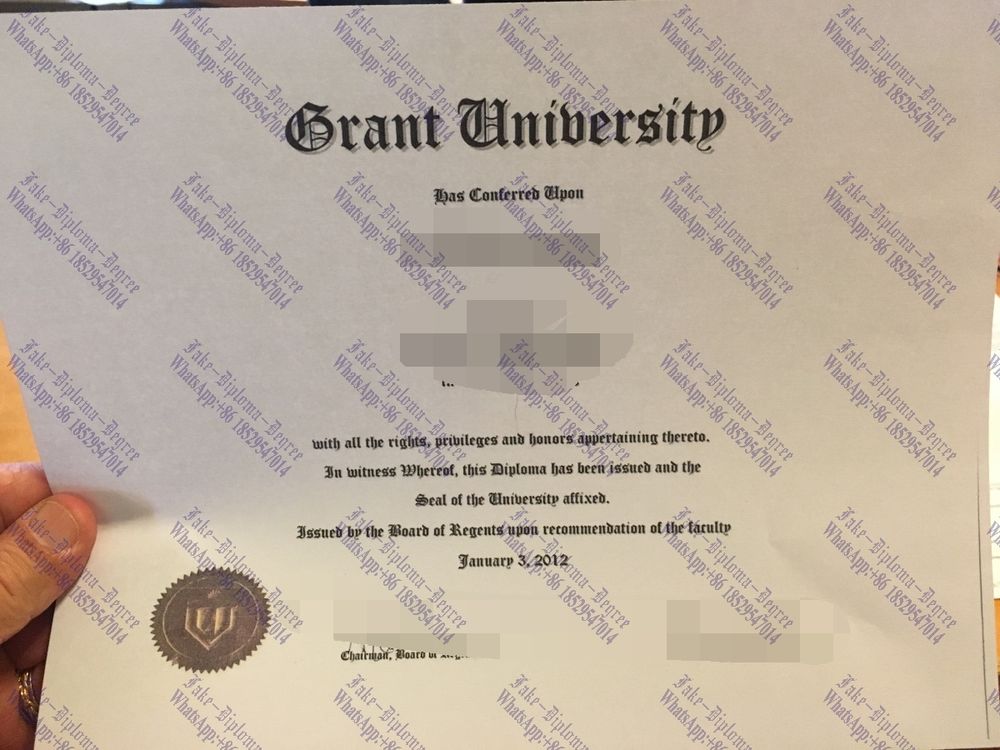 Grant University
Has Conferred Upon
with all the rights, privileges and honors appertaining thereto.
In witness Whereof, this Diploma has been issued and the
Seal of the University affixed.
Issued by the Board of Regents upon recommendation of the faculty
January 3, 2012
Chairman, Board
Fake-Diploma-Degree
WhatsApp:+86 18529547014